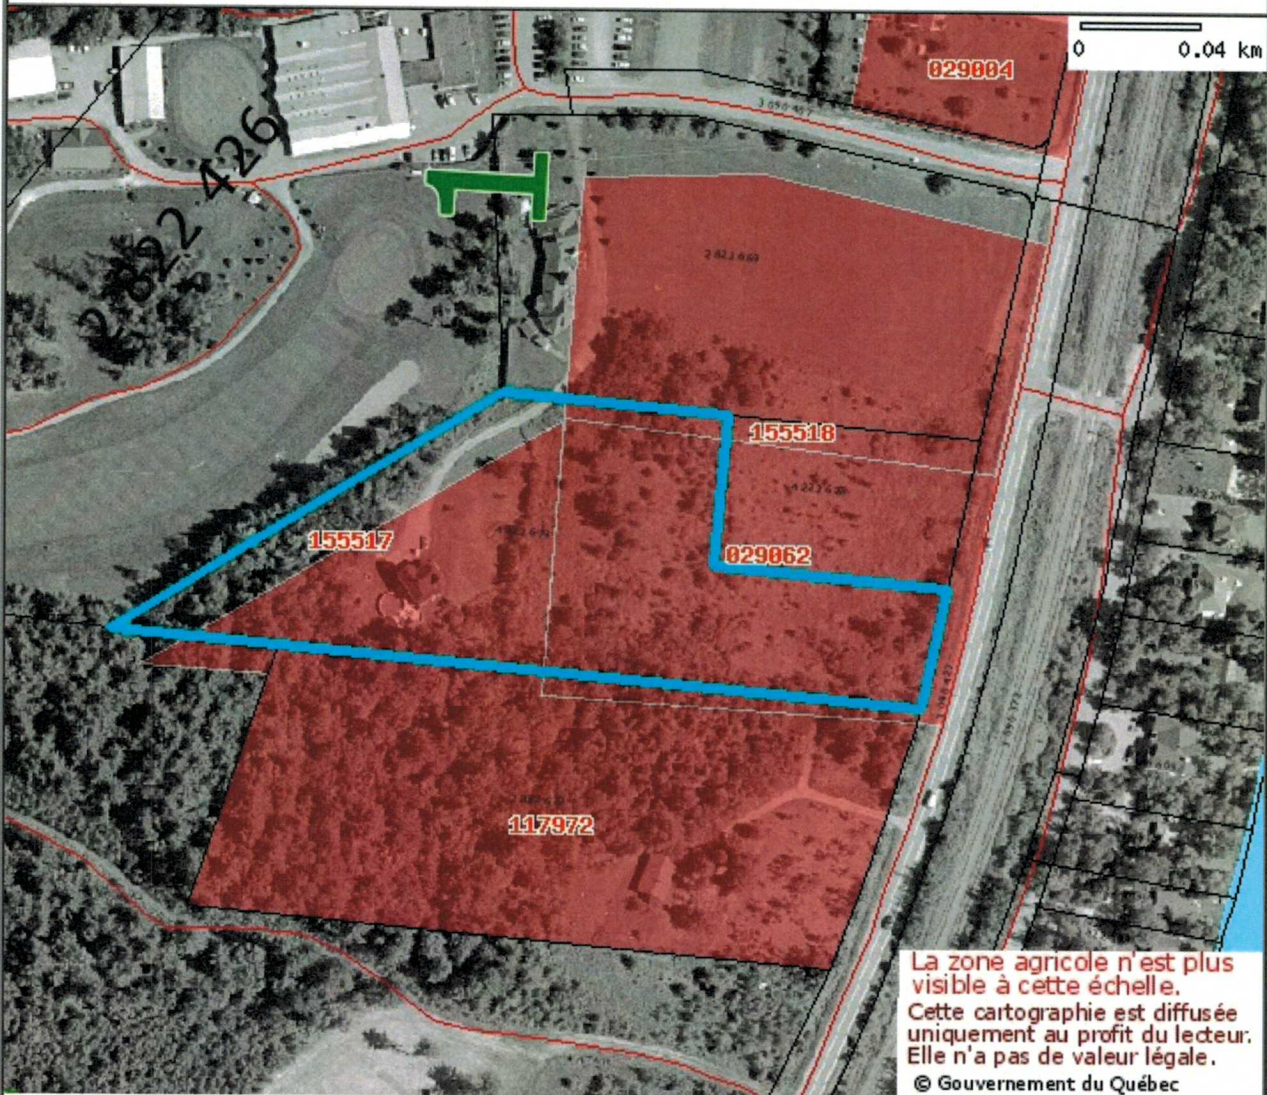 0 0.04 km
029004
2 822 426
155518
155517
029062
117972
La zone agricole n'est plus
visible à cette échelle.
Cette cartographie est diffusée
uniquement au profit du lecteur.
Elle n'a pas de valeur légale.
© Gouvernement du Québec